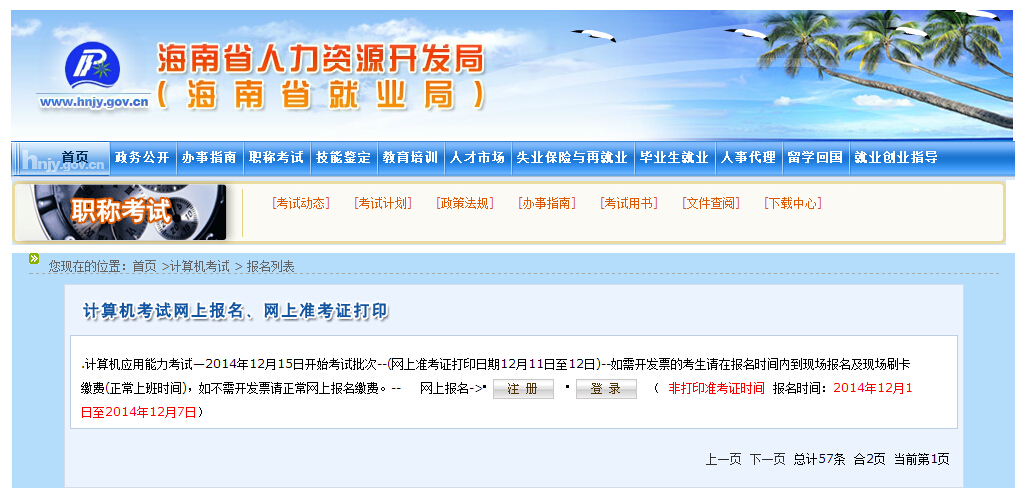 海南省人力资源开发局
(海南省就业局)
www.hnjy.gov.cn
首页 政务公开 办事指南 职称考试 技能鉴定 教育培训 人才市场 失业保险与再就业 毕业生就业 人事代理 留学回国 就业创业指导
hnjy.gov.cn
职称考试 [考试动态] [考试计划] [政策法规] [办事指南] [考试用书] [文件查阅] [下载中心]
您现在的位置：首页 >计算机考试 > 报名列表
计算机考试网上报名、网上准考证打印
.计算机应用能力考试—2014年12月15日开始考试批次--(网上准考证打印日期12月11日至12日)--如需开发票的考生请在报名时间内到现场报名及现场刷卡
缴费(正常上班时间)，如不需开发票请正常网上报名缴费。-- 网上报名->• 注 册 • 登 录 （ 非打印准考证时间 报名时间：2014年12月1
日至2014年12月7日）
上一页 下一页 总计57条 合2页 当前第1页